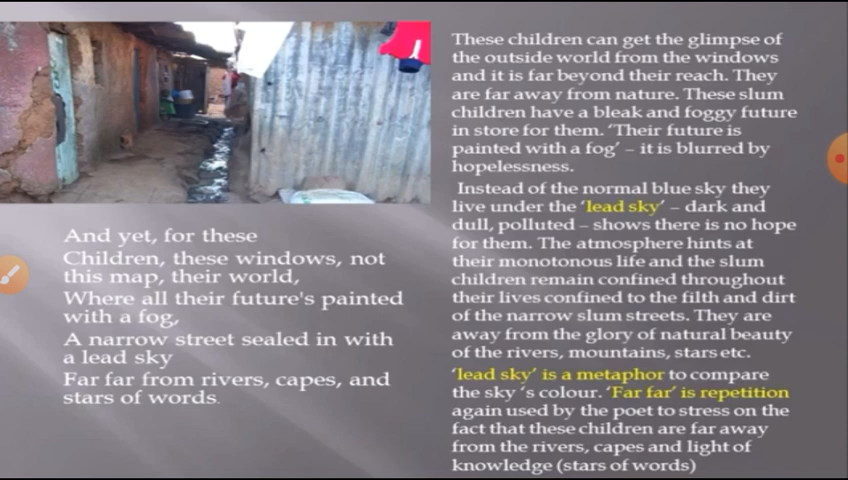 And yet, for these
Children, these windows, not
this map, their world,
Where all their future's painted
with a fog,
A narrow street sealed in with
a lead sky
Far far from rivers, capes, and
stars of words.
These children can get the glimpse of
the outside world from the windows
and it is far beyond their reach. They
are far away from nature. These slum
children have a bleak and foggy future
in store for them. 'Their future is
painted with a fog' – it is blurred by
hopelessness.
Instead of the normal blue sky they
live under the 'lead sky' – dark and
dull, polluted – shows there is no hope
for them. The atmosphere hints at
their monotonous life and the slum
children remain confined throughout
their lives confined to the filth and dirt
of the narrow slum streets. They are
away from the glory of natural beauty
of the rivers, mountains, stars etc.
'lead sky' is a metaphor to compare
the sky 's colour. 'Far far' is repetition
again used by the poet to stress on the
fact that these children are far away
from the rivers, capes and light of
knowledge (stars of words)